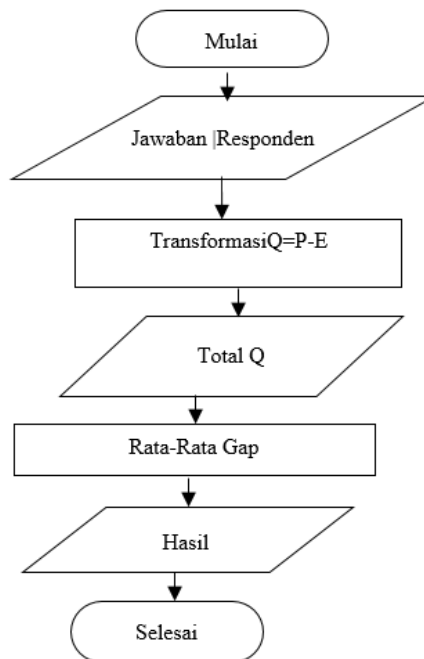 Mulai
Jawaban |Responden
TransformasiQ=P-E
Total Q
Rata-Rata Gap
Hasil
Selesai